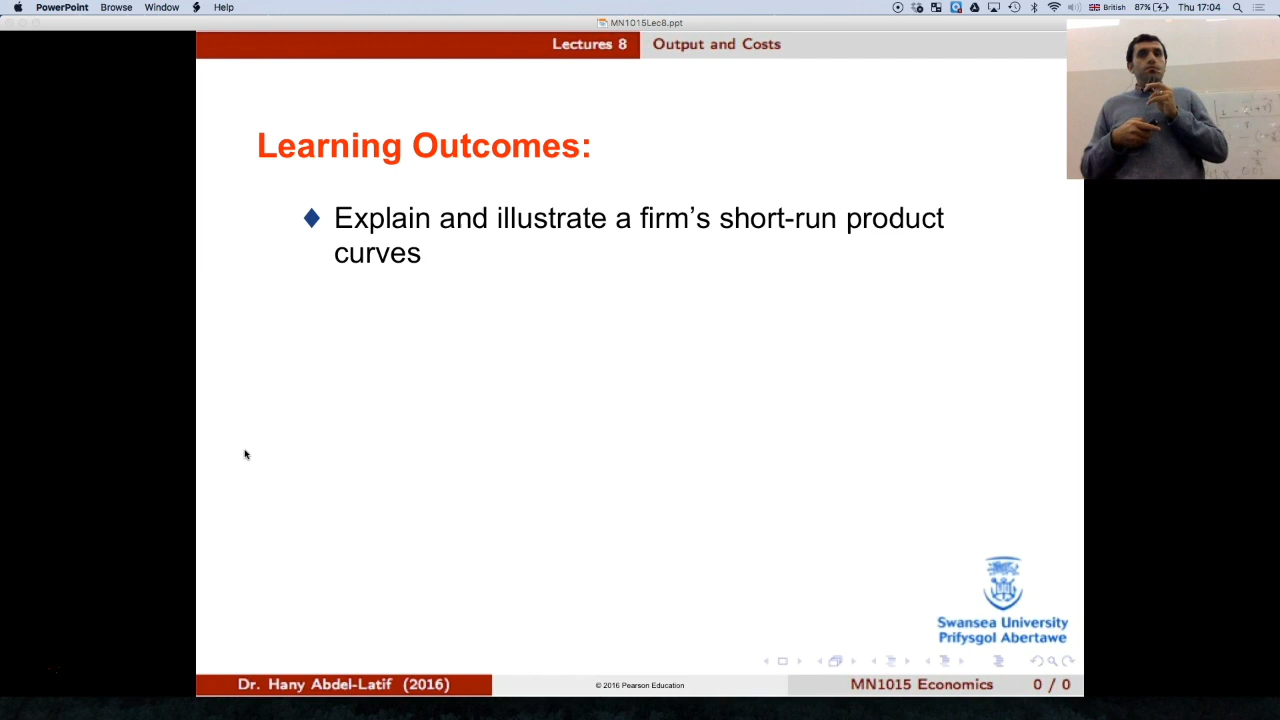 PowerPoint Browse Window Help
British 87% Thu 17:04
MN1015Lec8.ppt
Lectures 8 Output and Costs
Learning Outcomes:
Explain and illustrate a firm’s short-run product
curves
Swansea University
Prifysgol Abertawe
Dr. Hany Abdel-Latif (2016) © 2016 Pearson Education MN1015 Economics 0 / 0